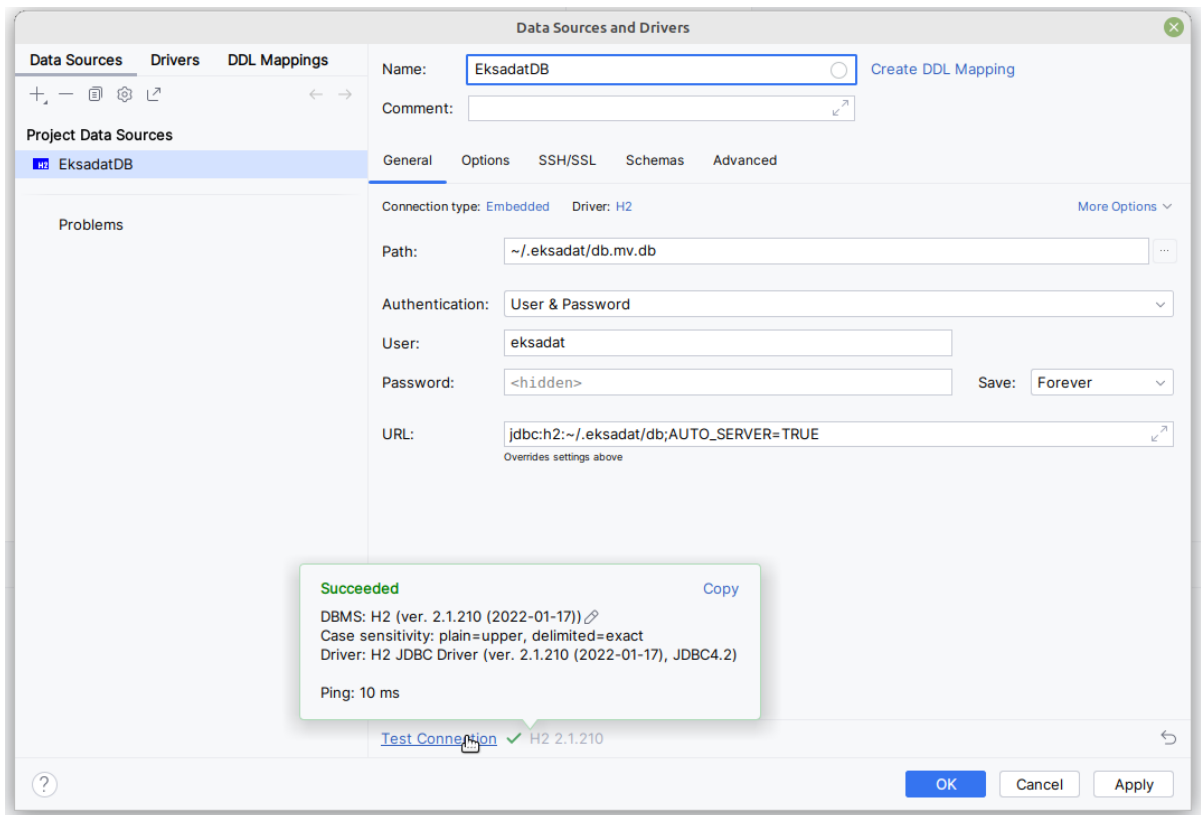 Data Sources and Drivers
Data Sources Drivers DDL Mappings
Project Data Sources
H2 EksadatDB
Problems
Name: EksadatDB Create DDL Mapping
Comment:
General Options SSH/SSL Schemas Advanced
Connection type: Embedded Driver: H2 More Options
Path: ~/.eksadat/db.mv.db ...
Authentication: User & Password
User: eksadat
Password: <hidden> Save: Forever
URL: jdbc:h2:~/.eksadat/db;AUTO_SERVER=TRUE
Overrides settings above
Succeeded Copy
DBMS: H2 (ver. 2.1.210 (2022-01-17))
Case sensitivity: plain=upper, delimited=exact
Driver: H2 JDBC Driver (ver. 2.1.210 (2022-01-17), JDBC4.2)
Ping: 10 ms
Test Connection H2 2.1.210
? OK Cancel Apply